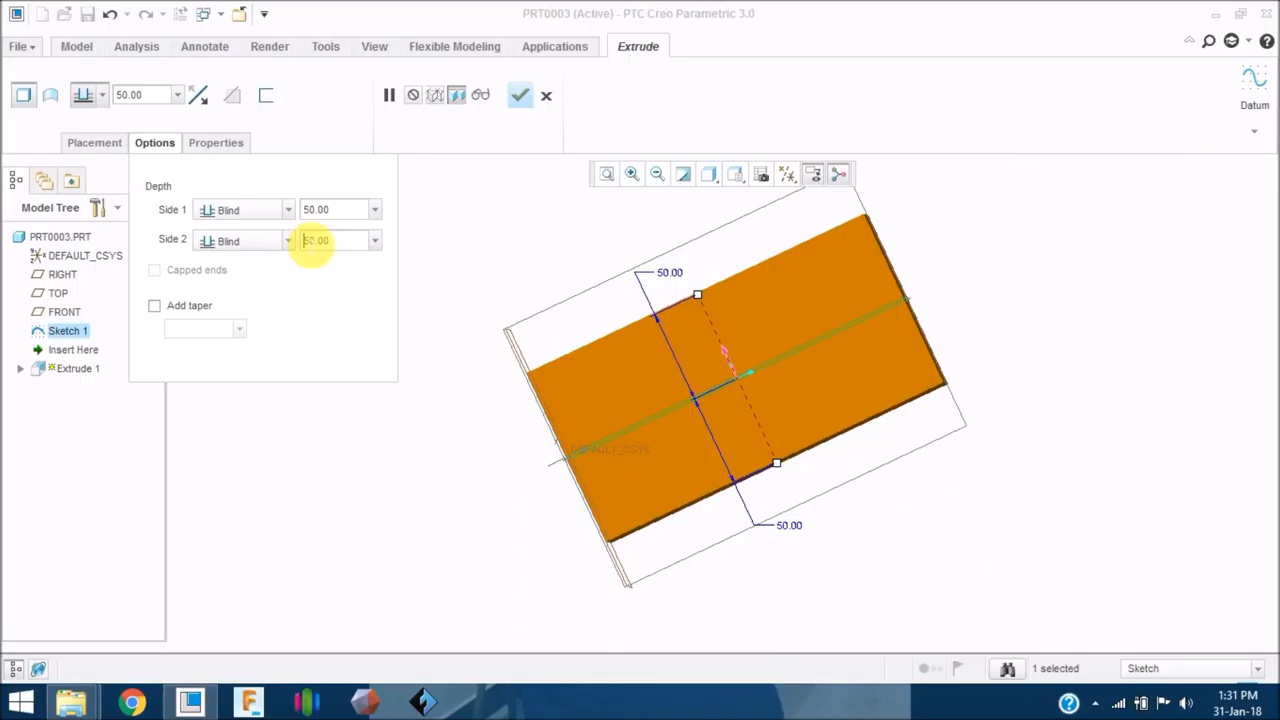 PRT0003 (Active) - PTC Creo Parametric 3.0
File Model Analysis Annotate Render Tools View Flexible Modeling Applications Extrude
50.00
Datum
Placement Options Properties
Depth
Side 1 Blind 50.00
Side 2 Blind 50.00
Capped ends
Add taper
Model Tree
PRT0003.PRT
DEFAULT_CSYS
RIGHT
TOP
FRONT
Sketch 1
Insert Here
Extrude 1
50.00
DEFAULT_CSYS
50.00
1 selected Sketch
1:31 PM
31-Jan-18